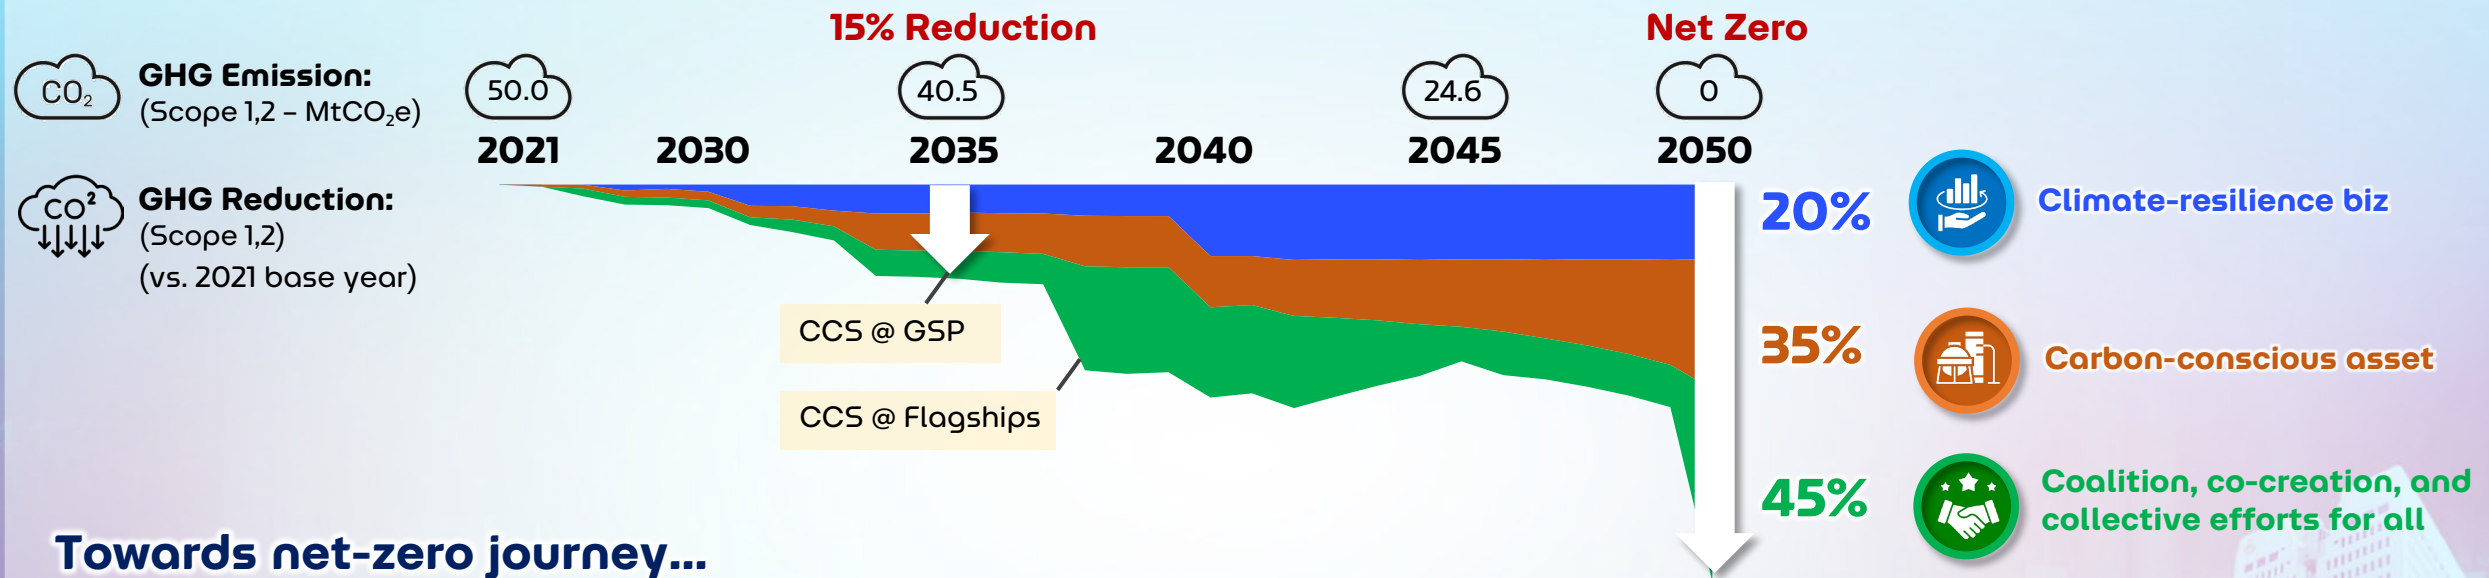 15% Reduction
Net Zero
CO₂
GHG Emission:
(Scope 1,2 – MtCO₂e)
50.0
40.5
24.6
0
2021
2030
2035
2040
2045
2050
CO²
GHG Reduction:
(Scope 1,2)
(vs. 2021 base year)
20%
Climate-resilience biz
CCS @ GSP
35%
Carbon-conscious asset
CCS @ Flagships
45%
Coalition, co-creation, and
collective efforts for all
Towards net-zero journey...